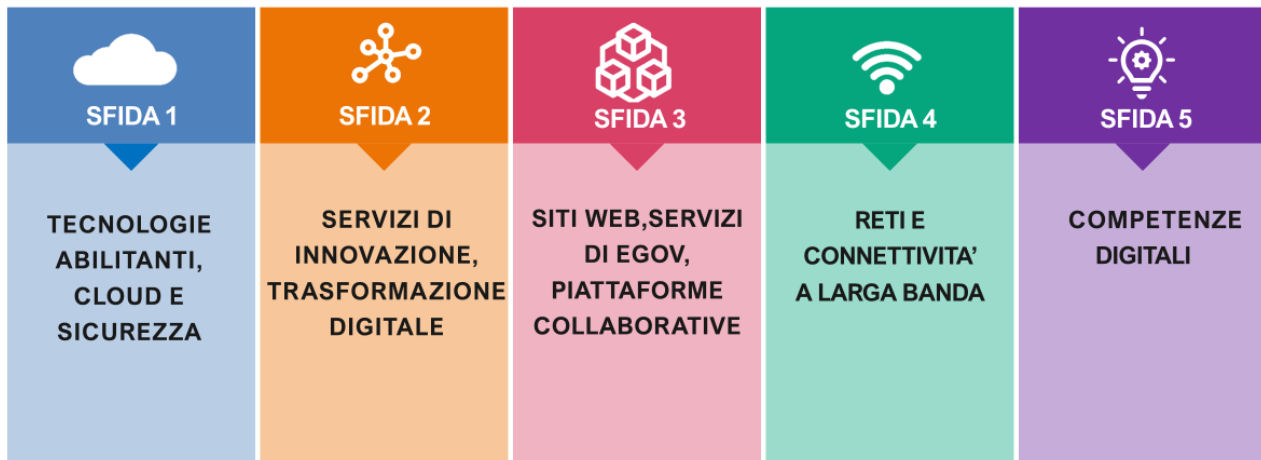 SFIDA 1
TECNOLOGIE
ABILITANTI,
CLOUD E
SICUREZZA
SFIDA 2
SERVIZI DI
INNOVAZIONE,
TRASFORMAZIONE
DIGITALE
SFIDA 3
SITI WEB,SERVIZI
DI EGOV,
PIATTAFORME
COLLABORATIVE
SFIDA 4
RETI E
CONNETTIVITA’
A LARGA BANDA
SFIDA 5
COMPETENZE
DIGITALI